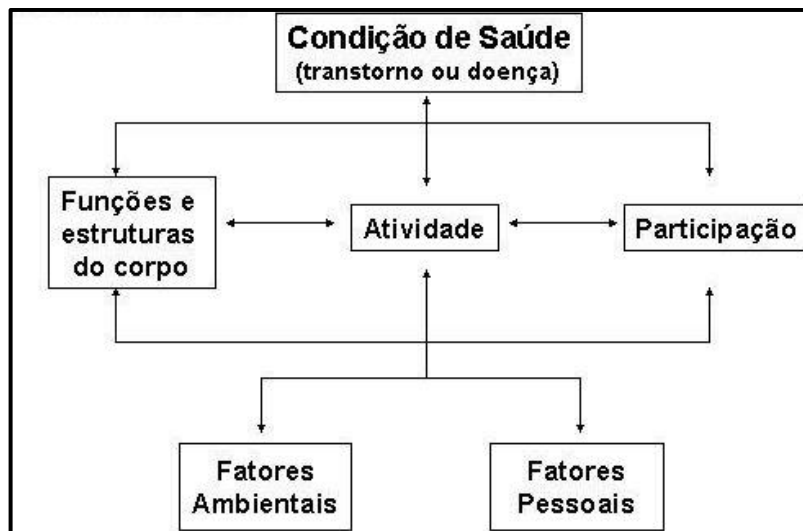 Condição de Saúde
(transtorno ou doença)
Funções e
estruturas
do corpo
Atividade
Participação
Fatores
Ambientais
Fatores
Pessoais